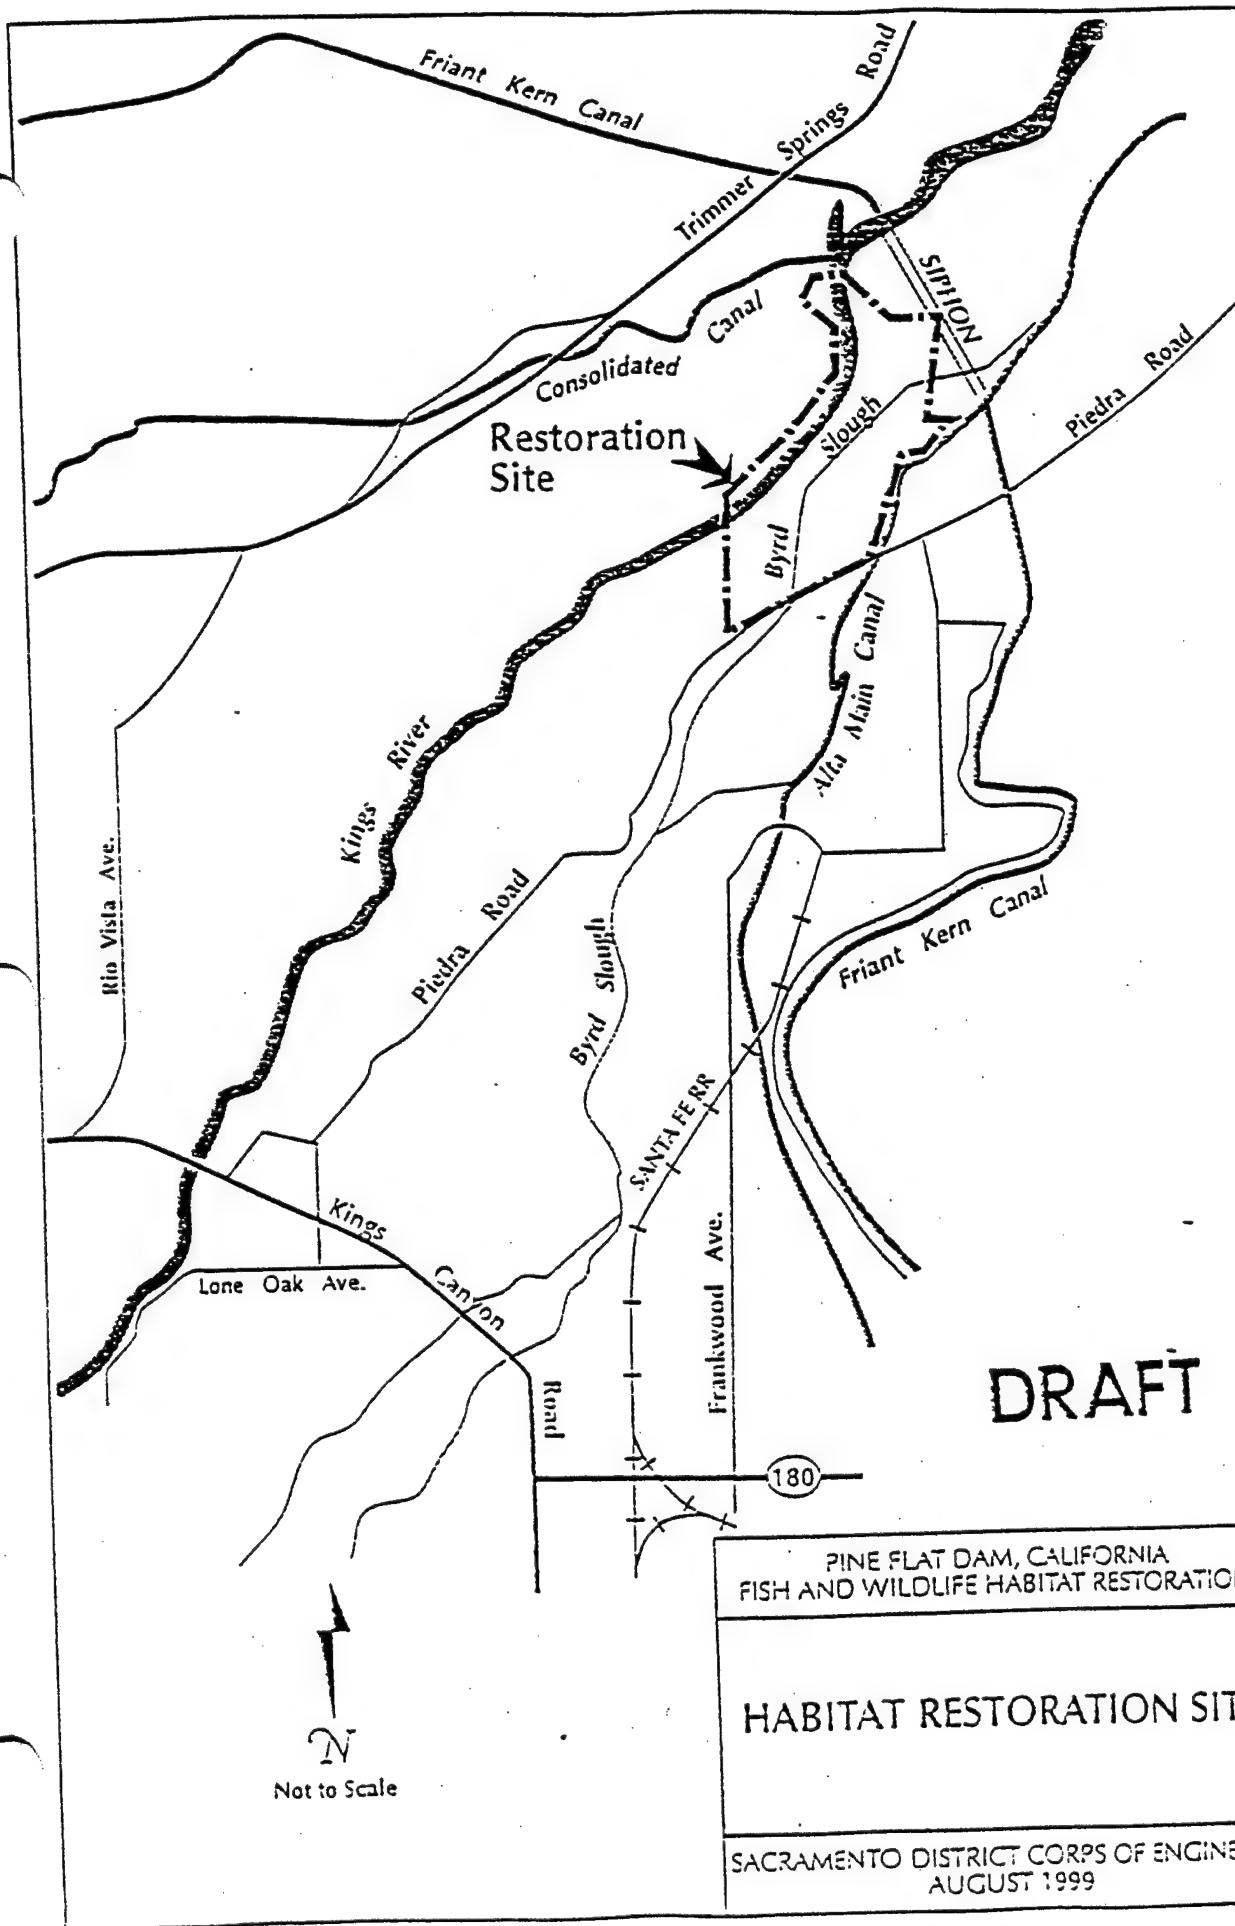 Friant Kern Canal
Trimmer Springs Road
SIPHON
Consolidated Canal
Piedra Road
Restoration
Site
Byrd Slough
Alta Main Canal
Kings River
Rio Vista Ave.
Piedra Road
Byrd Slough
Friant Kern Canal
SANTA FE RR
Kings Canyon Road
Lone Oak Ave.
Frankwood Ave.
DRAFT
180
N
Not to Scale
PINE FLAT DAM, CALIFORNIA
FISH AND WILDLIFE HABITAT RESTORATIO
HABITAT RESTORATION SIT
SACRAMENTO DISTRICT CORPS OF ENGINE
AUGUST 1999